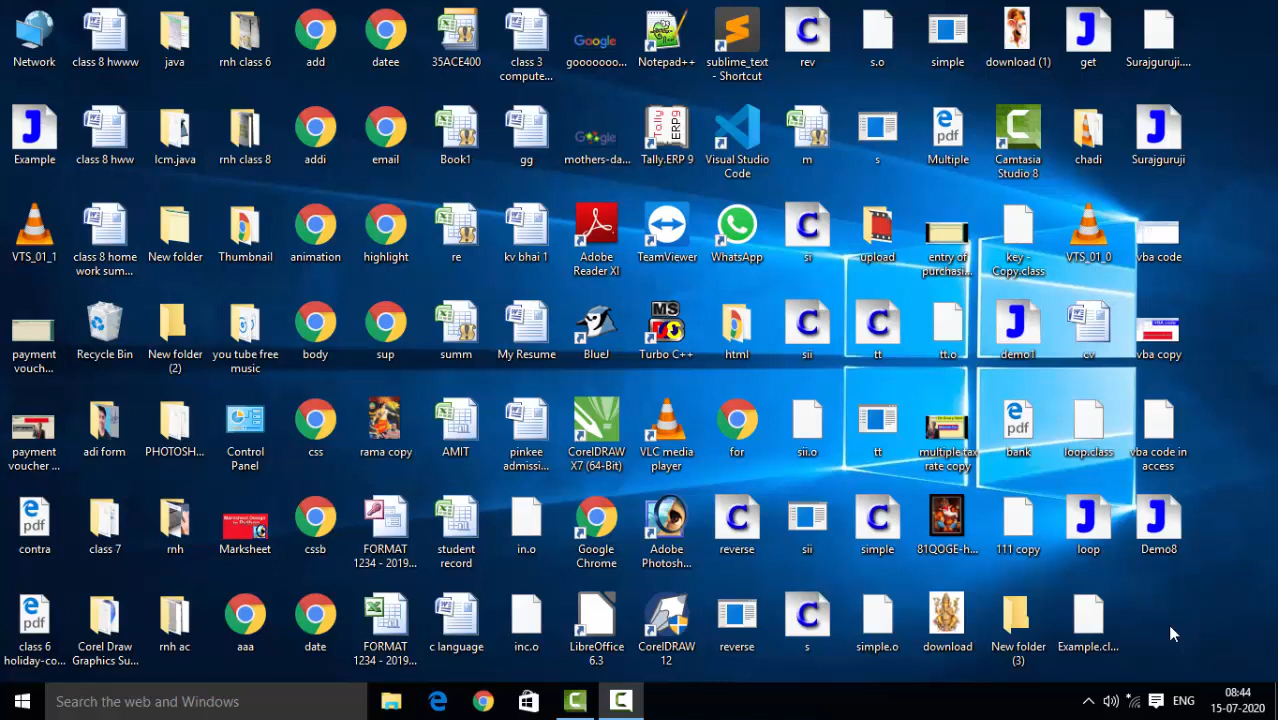 Network
class 8 hwww
java
rnh class 6
add
datee
35ACE400
class 3
compute...
Google
gooooooo...
Notepad++
sublime_text
- Shortcut
rev
s.o
simple
download (1)
get
Surajguruji....
Example
class 8 hww
lcm.java
rnh class 8
addi
email
Book1
gg
mothers-da...
Tally.ERP 9
Visual Studio
Code
m
s
Multiple
Camtasia
Studio 8
chadi
Surajguruji
VTS_01_1
class 8 home
work sum...
New folder
Thumbnail
animation
highlight
re
kv bhai 1
Adobe
Reader XI
TeamViewer
WhatsApp
si
upload
entry of
purchasi...
key -
Copy.class
VTS_01_0
vba code
payment
vouch...
Recycle Bin
New folder
(2)
you tube free
music
body
sup
summ
My Resume
BlueJ
Turbo C++
html
sii
tt
tt.o
demo1
cv
vba copy
payment
voucher ...
adi form
PHOTOSH...
Control
Panel
css
rama copy
AMIT
pinkee
admissi...
CorelDRAW
X7 (64-Bit)
VLC media
player
for
sii.o
tt
multiple tax
rate copy
bank
loop.class
vba code in
access
contra
class 7
rnh
Marksheet
cssb
FORMAT
1234 - 2019...
student
record
in.o
Google
Chrome
Adobe
Photosh...
reverse
sii
simple
81QOGE-h...
111 copy
loop
Demo8
class 6
holiday-co...
Corel Draw
Graphics Su...
rnh ac
aaa
date
FORMAT
1234 - 2019...
c language
inc.o
LibreOffice
6.3
CorelDRAW
12
reverse
s
simple.o
download
New folder
(3)
Example.cl...
Search the web and Windows
ENG
08:44
15-07-2020